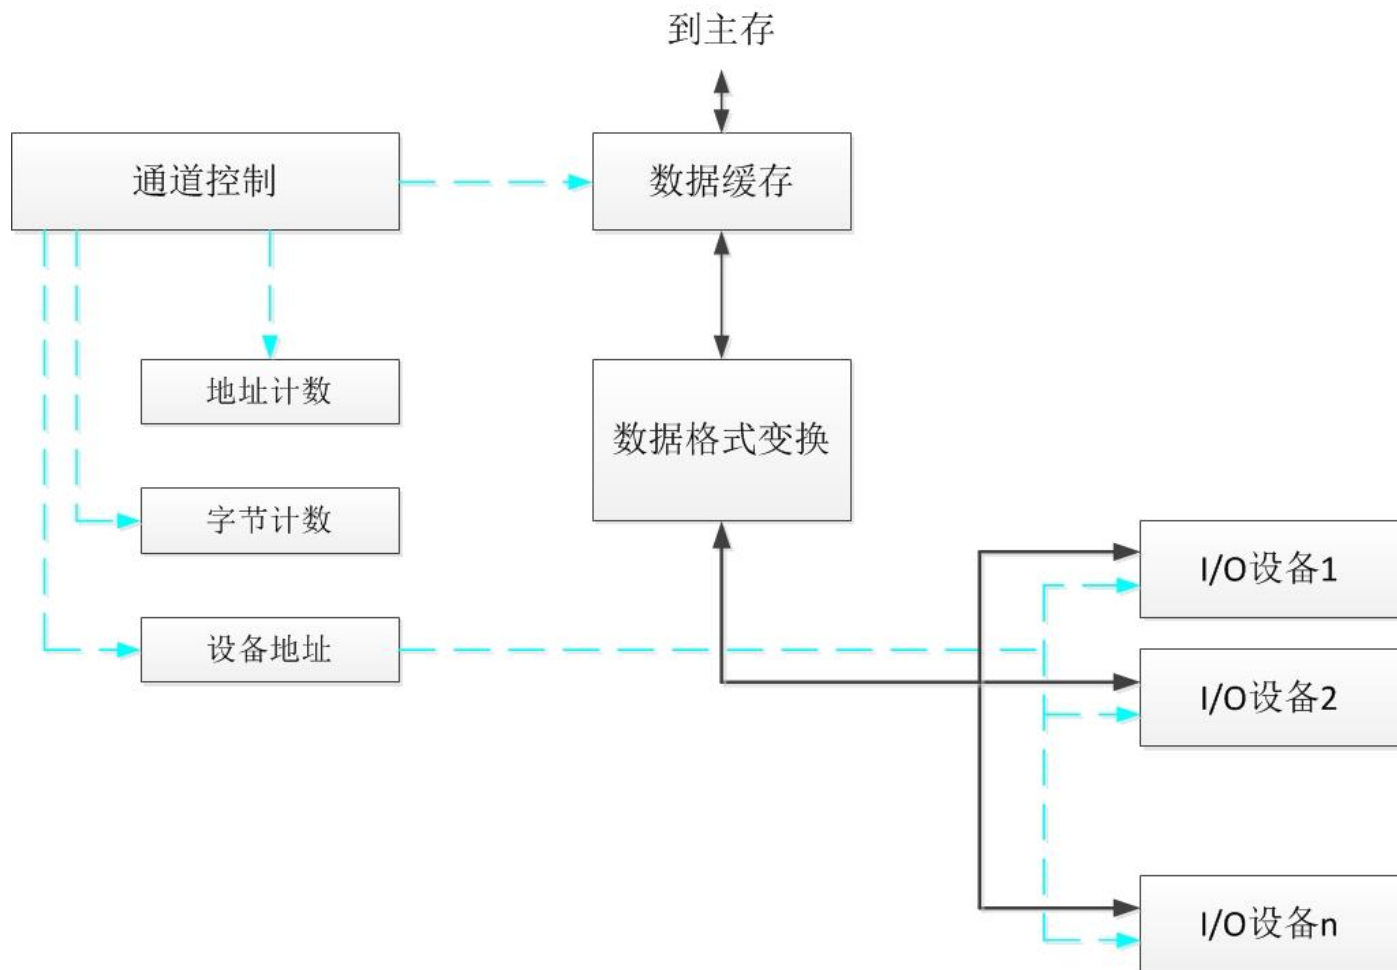 到主存
通道控制
数据缓存
地址计数
数据格式变换
字节计数
I/O设备1
设备地址
I/O设备2
I/O设备n